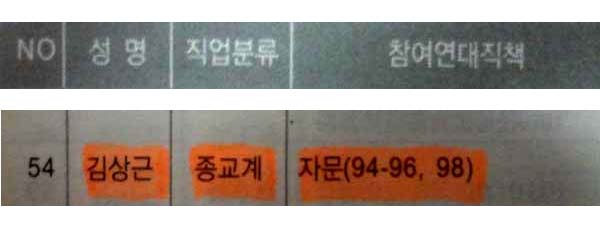 NO 성 명 직업분류 참여연대직책
54 김상근 종교계 자문(94-96, 98)